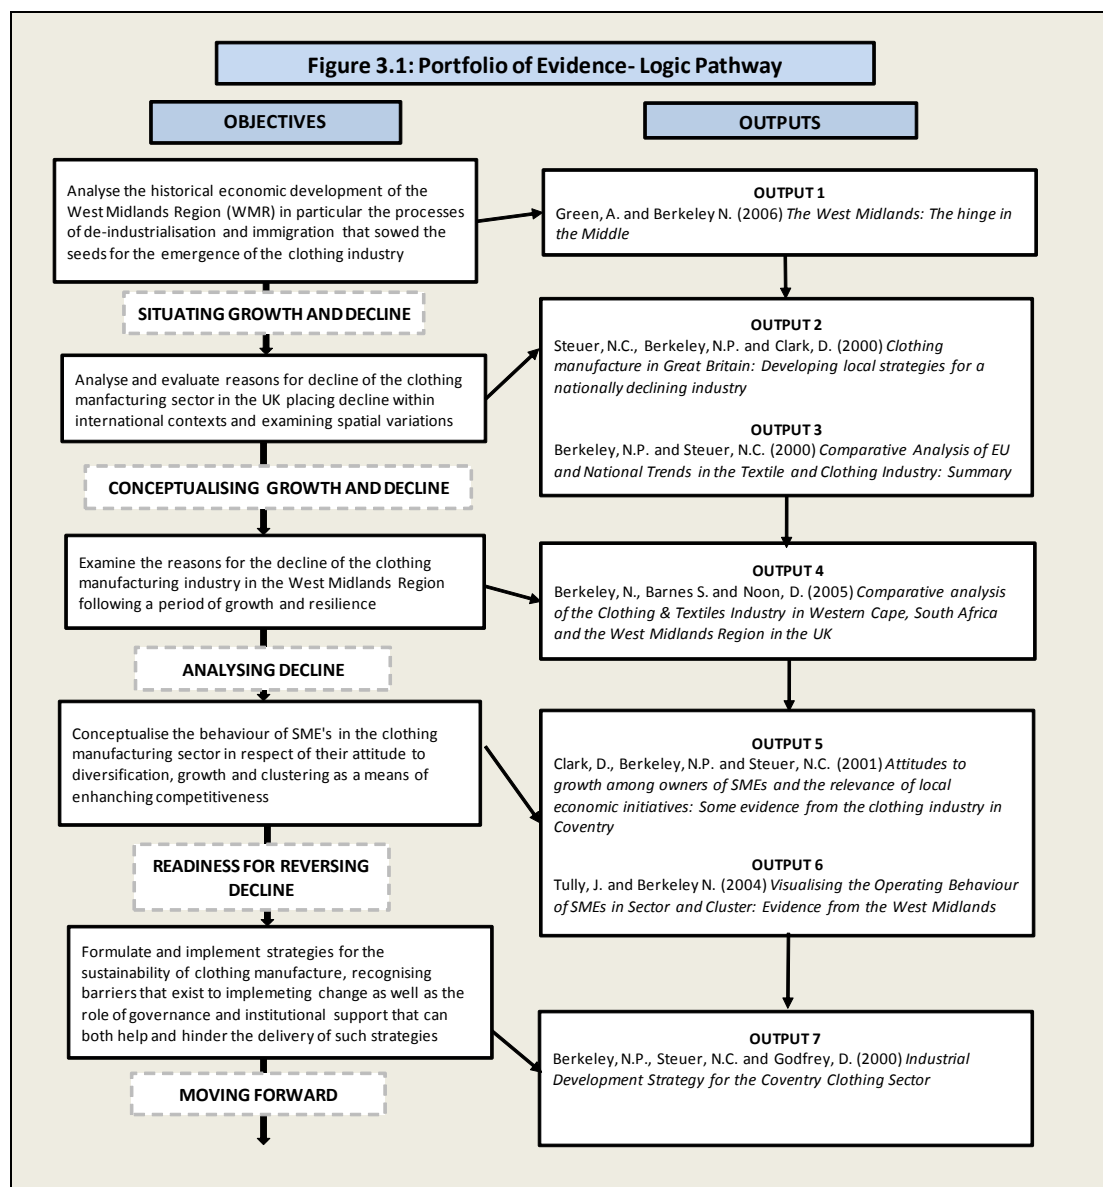 Figure 3.1: Portfolio of Evidence- Logic Pathway
OBJECTIVES
OUTPUTS
Analyse the historical economic development of the
West Midlands Region (WMR) in particular the processes
of de-industrialisation and immigration that sowed the
seeds for the emergence of the clothing industry
OUTPUT 1
Green, A. and Berkeley N. (2006) The West Midlands: The hinge in
the Middle
SITUATING GROWTH AND DECLINE
Analyse and evaluate reasons for decline of the clothing
manfacturing sector in the UK placing decline within
international contexts and examining spatial variations
OUTPUT 2
Steuer, N.C., Berkeley, N.P. and Clark, D. (2000) Clothing
manufacture in Great Britain: Developing local strategies for a
nationally declining industry
OUTPUT 3
Berkeley, N.P. and Steuer, N.C. (2000) Comparative Analysis of EU
and National Trends in the Textile and Clothing Industry: Summary
CONCEPTUALISING GROWTH AND DECLINE
Examine the reasons for the decline of the clothing
manufacturing industry in the West Midlands Region
following a period of growth and resilience
OUTPUT 4
Berkeley, N., Barnes S. and Noon, D. (2005) Comparative analysis
of the Clothing & Textiles Industry in Western Cape, South Africa
and the West Midlands Region in the UK
ANALYSING DECLINE
Conceptualise the behaviour of SME's in the clothing
manufacturing sector in respect of their attitude to
diversification, growth and clustering as a means of
enhanching competitiveness
OUTPUT 5
Clark, D., Berkeley, N.P. and Steuer, N.C. (2001) Attitudes to
growth among owners of SMEs and the relevance of local
economic initiatives: Some evidence from the clothing industry in
Coventry
OUTPUT 6
Tully, J. and Berkeley N. (2004) Visualising the Operating Behaviour
of SMEs in Sector and Cluster: Evidence from the West Midlands
READINESS FOR REVERSING
DECLINE
Formulate and implement strategies for the
sustainability of clothing manufacture, recognising
barriers that exist to implemeting change as well as the
role of governance and institutional support that can
both help and hinder the delivery of such strategies
OUTPUT 7
Berkeley, N.P., Steuer, N.C. and Godfrey, D. (2000) Industrial
Development Strategy for the Coventry Clothing Sector
MOVING FORWARD